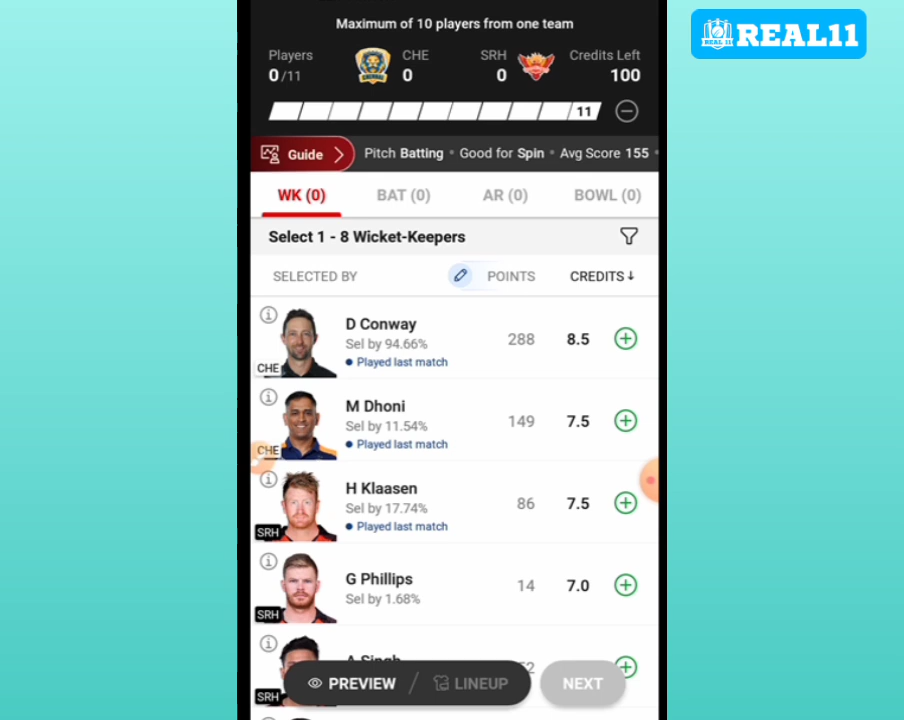 Maximum of 10 players from one team
REAL11
REAL 11
Players CHE SRH Credits Left
0/11 0 0 100
11
Guide Pitch Batting • Good for Spin • Avg Score 155 •
WK (0) BAT (0) AR (0) BOWL (0)
Select 1 - 8 Wicket-Keepers
SELECTED BY POINTS CREDITS↓
D Conway
Sel by 94.66% 288 8.5
• Played last match
CHE
M Dhoni
Sel by 11.54% 149 7.5
• Played last match
CHE
H Klaasen
Sel by 17.74% 86 7.5
• Played last match
SRH
G Phillips
Sel by 1.68% 14 7.0
SRH
A Singh
PREVIEW / LINEUP NEXT
SRH